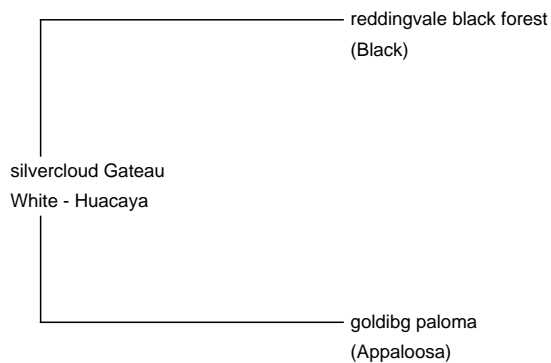 reddingvale black forest
(Black)
silvercloud Gateau
White - Huacaya
goldibg paloma
(Appaloosa)